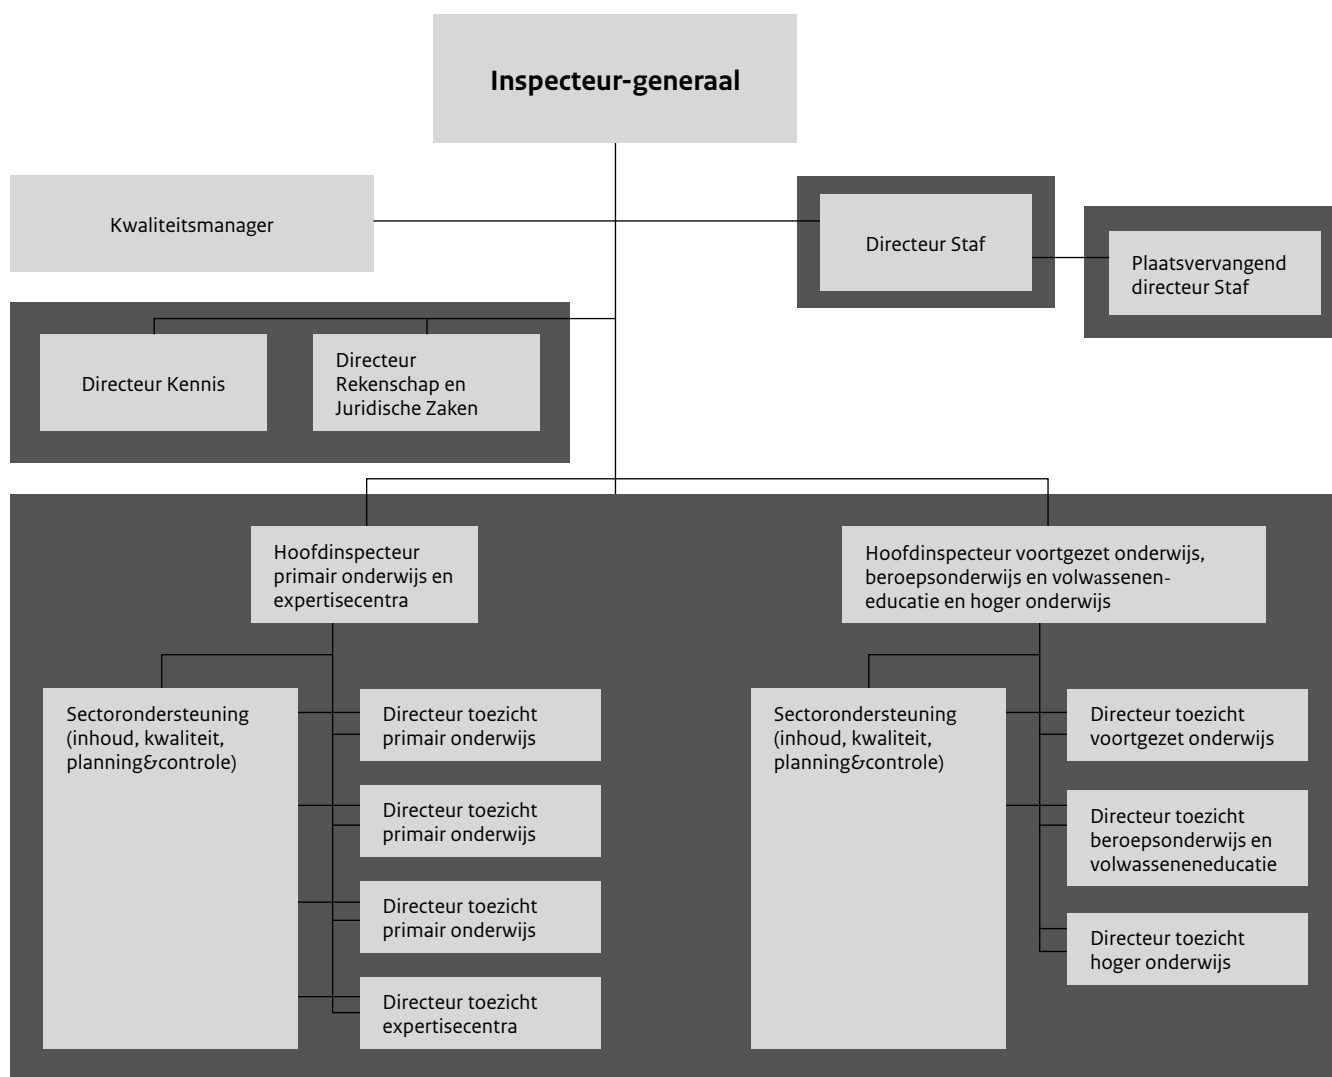 Inspecteur-generaal
Kwaliteitsmanager
Directeur Staf
Plaatsvervangend
directeur Staf
Directeur Kennis
Directeur
Rekenschap en
Juridische Zaken
Hoofdinspecteur
primair onderwijs en
expertisecentra
Hoofdinspecteur voortgezet onderwijs,
beroepsonderwijs en volwassenen-
educatie en hoger onderwijs
Sectorondersteuning
(inhoud, kwaliteit,
planning&controle)
Directeur toezicht
primair onderwijs
Directeur toezicht
primair onderwijs
Directeur toezicht
primair onderwijs
Directeur toezicht
expertisecentra
Sectorondersteuning
(inhoud, kwaliteit,
planning&controle)
Directeur toezicht
voortgezet onderwijs
Directeur toezicht
beroepsonderwijs en
volwasseneneducatie
Directeur toezicht
hoger onderwijs